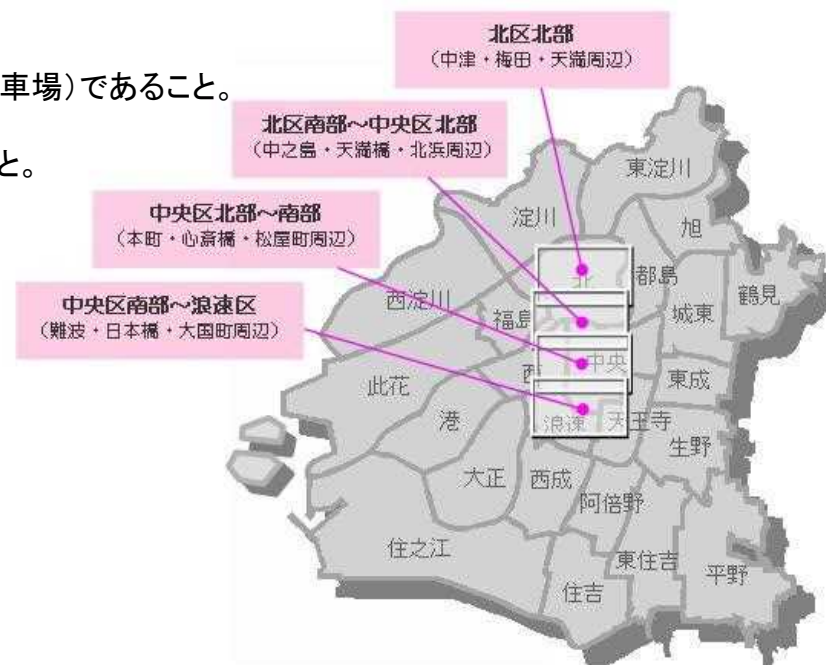 北区北部
（中津・梅田・天満周辺）
車場）であること。
北区南部～中央区北部
（中之島・天満橋・北浜周辺）
と。
中央区北部～南部
（本町・心斎橋・松屋町周辺）
中央区南部～浪速区
（難波・日本橋・大国町周辺）
東淀川
淀川
旭
北
都島
鶴見
西淀川
福島
城東
西
中央
東成
此花
港
浪速
天王寺
生野
大正
西成
阿倍野
住之江
東住吉
平野
住吉